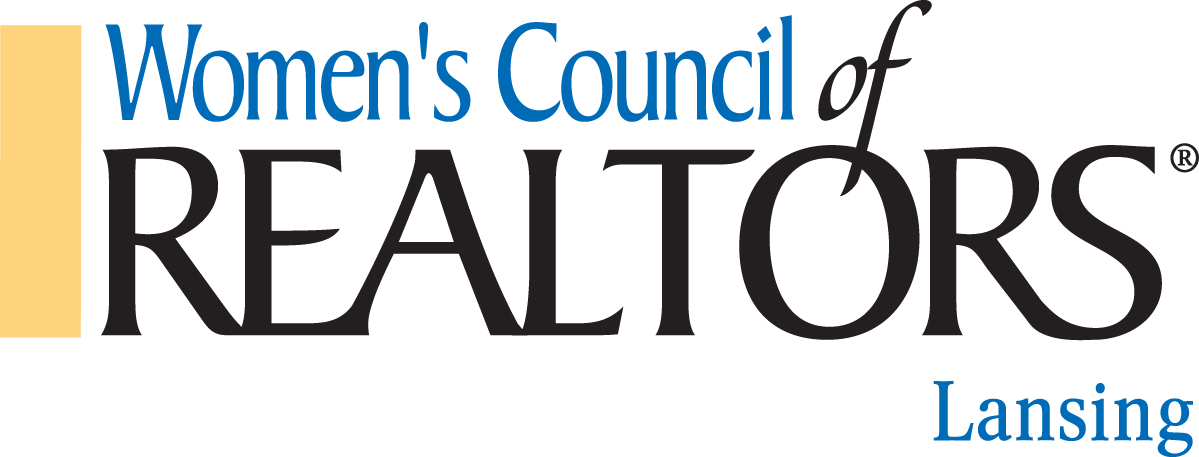 Women's Council of
REALTORS®
Lansing